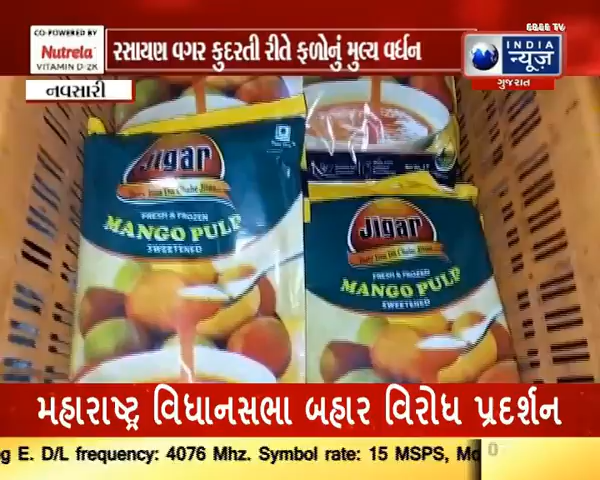 CO-POWERED BY
Nutrela
VITAMIN D-2K
રસાયણ વગર કુદરતી રીતે ફળોનું મુલ્ય વર્ધન
INDIA
न्यूज़
ગુજરાત
નવસારી
Jigar
FRESH & FROZEN
MANGO PULP
SWEETENED
Jigar
FRESH & FROZEN
MANGO PULP
SWEETENED
મહારાષ્ટ્ર વિધાનસભા બહાર વિરોધ પ્રદર્શન
g E. D/L frequency: 4076 Mhz. Symbol rate: 15 MSPS, Mo